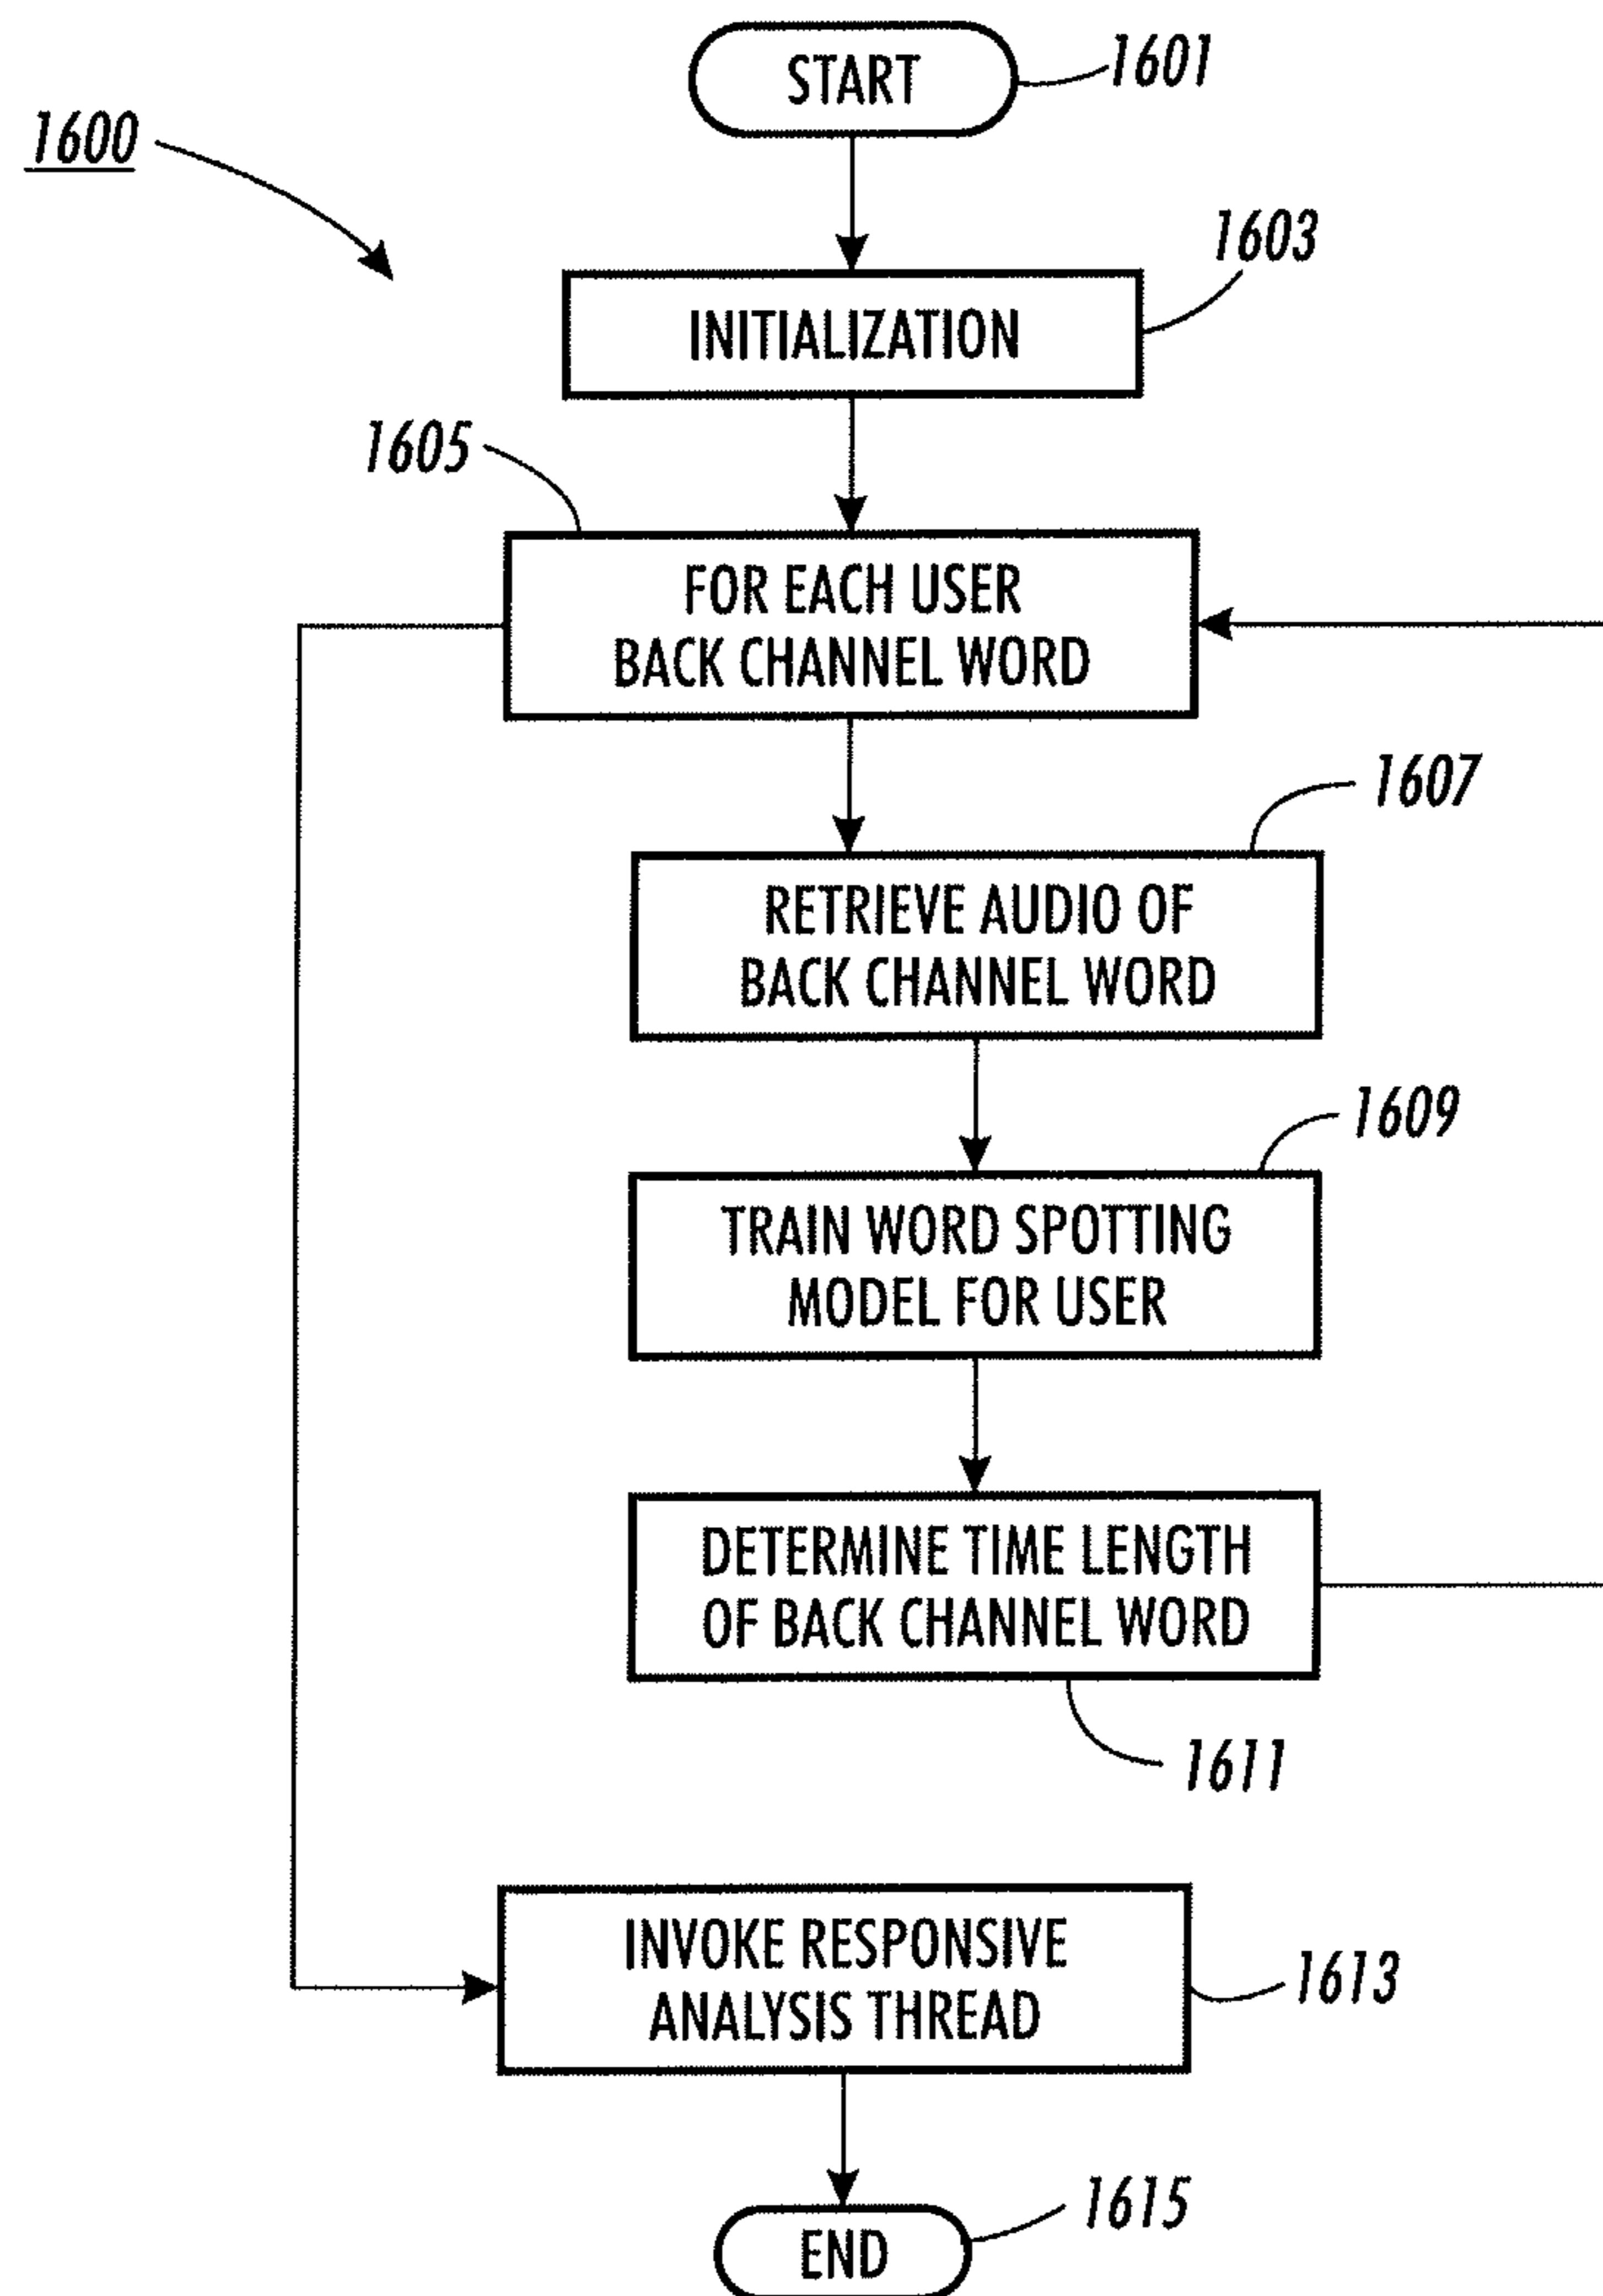 START
1601
1600
1603
INITIALIZATION
1605
FOR EACH USER
BACK CHANNEL WORD
1607
RETRIEVE AUDIO OF
BACK CHANNEL WORD
1609
TRAIN WORD SPOTTING
MODEL FOR USER
DETERMINE TIME LENGTH
OF BACK CHANNEL WORD
1611
INVOKE RESPONSIVE
ANALYSIS THREAD
1613
1615
END